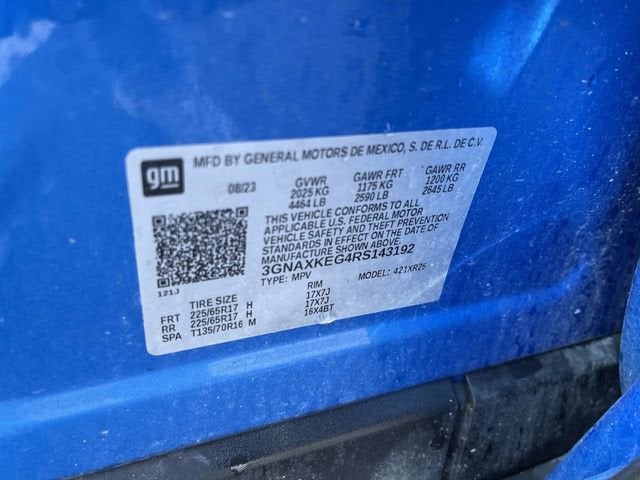 gm
MFD BY GENERAL MOTORS DE MEXICO, S. DE R.L. DE C.V.
08/23 GVWR GAWR FRT GAWR RR
2025 KG 1175 KG 1200 KG
4464 LB 2590 LB 2645 LB
THIS VEHICLE CONFORMS TO ALL
APPLICABLE U.S. FEDERAL MOTOR
VEHICLE SAFETY AND THEFT PREVENTION
STANDARDS IN EFFECT ON THE DATE OF
MANUFACTURE SHOWN ABOVE.
3GNAXKEG4RS143192
TYPE: MPV MODEL: 421XR26
121J
TIRE SIZE RIM
FRT 225/65R17 H 17X7J
RR 225/65R17 H 17X7J
SPA T135/70R16 M 16X4BT